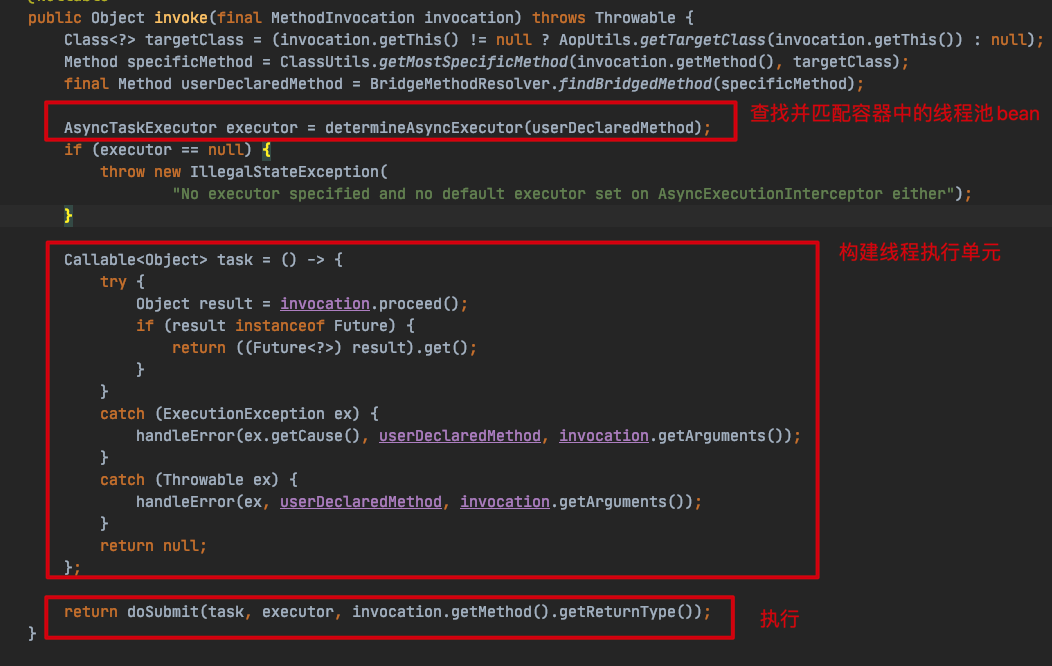 public Object invoke(final MethodInvocation invocation) throws Throwable {
Class<?> targetClass = (invocation.getThis() != null ? AopUtils.getTargetClass(invocation.getThis()) : null);
Method specificMethod = ClassUtils.getMostSpecificMethod(invocation.getMethod(), targetClass);
final Method userDeclaredMethod = BridgeMethodResolver.findBridgedMethod(specificMethod);
AsyncTaskExecutor executor = determineAsyncExecutor(userDeclaredMethod);
查找并匹配容器中的线程池bean
if (executor == null) {
throw new IllegalStateException(
"No executor specified and no default executor set on AsyncExecutionInterceptor either");
}
构建线程执行单元
Callable<Object> task = () -> {
try {
Object result = invocation.proceed();
if (result instanceof Future) {
return ((Future<?>) result).get();
}
}
catch (ExecutionException ex) {
handleError(ex.getCause(), userDeclaredMethod, invocation.getArguments());
}
catch (Throwable ex) {
handleError(ex, userDeclaredMethod, invocation.getArguments());
}
return null;
};
return doSubmit(task, executor, invocation.getMethod().getReturnType());
执行
}